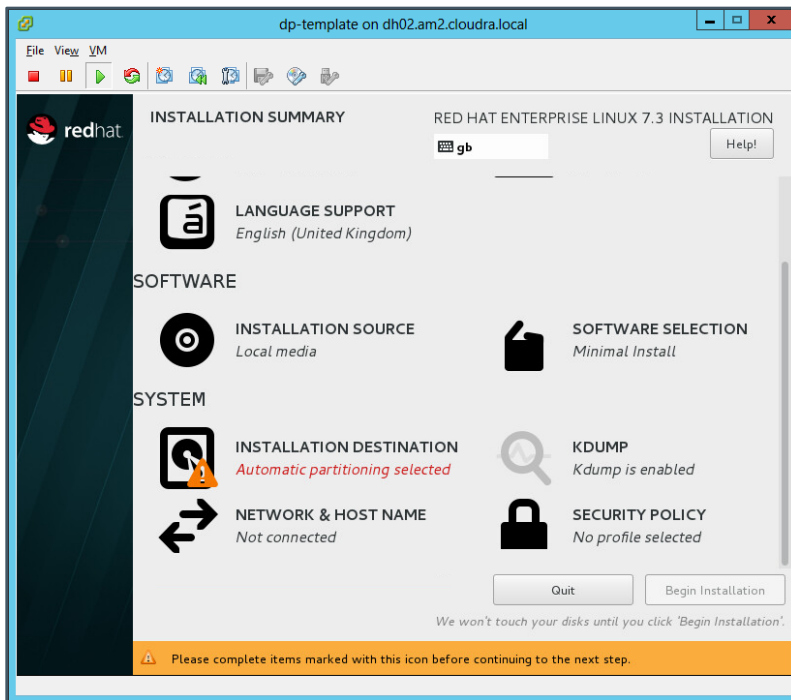 dp-template on dh02.am2.cloudra.local
File View VM
redhat
INSTALLATION SUMMARY
RED HAT ENTERPRISE LINUX 7.3 INSTALLATION
gb
Help!
LANGUAGE SUPPORT
English (United Kingdom)
SOFTWARE
INSTALLATION SOURCE
Local media
SOFTWARE SELECTION
Minimal Install
SYSTEM
INSTALLATION DESTINATION
Automatic partitioning selected
KDUMP
Kdump is enabled
NETWORK & HOST NAME
Not connected
SECURITY POLICY
No profile selected
Quit
Begin Installation
We won't touch your disks until you click 'Begin Installation'.
Please complete items marked with this icon before continuing to the next step.